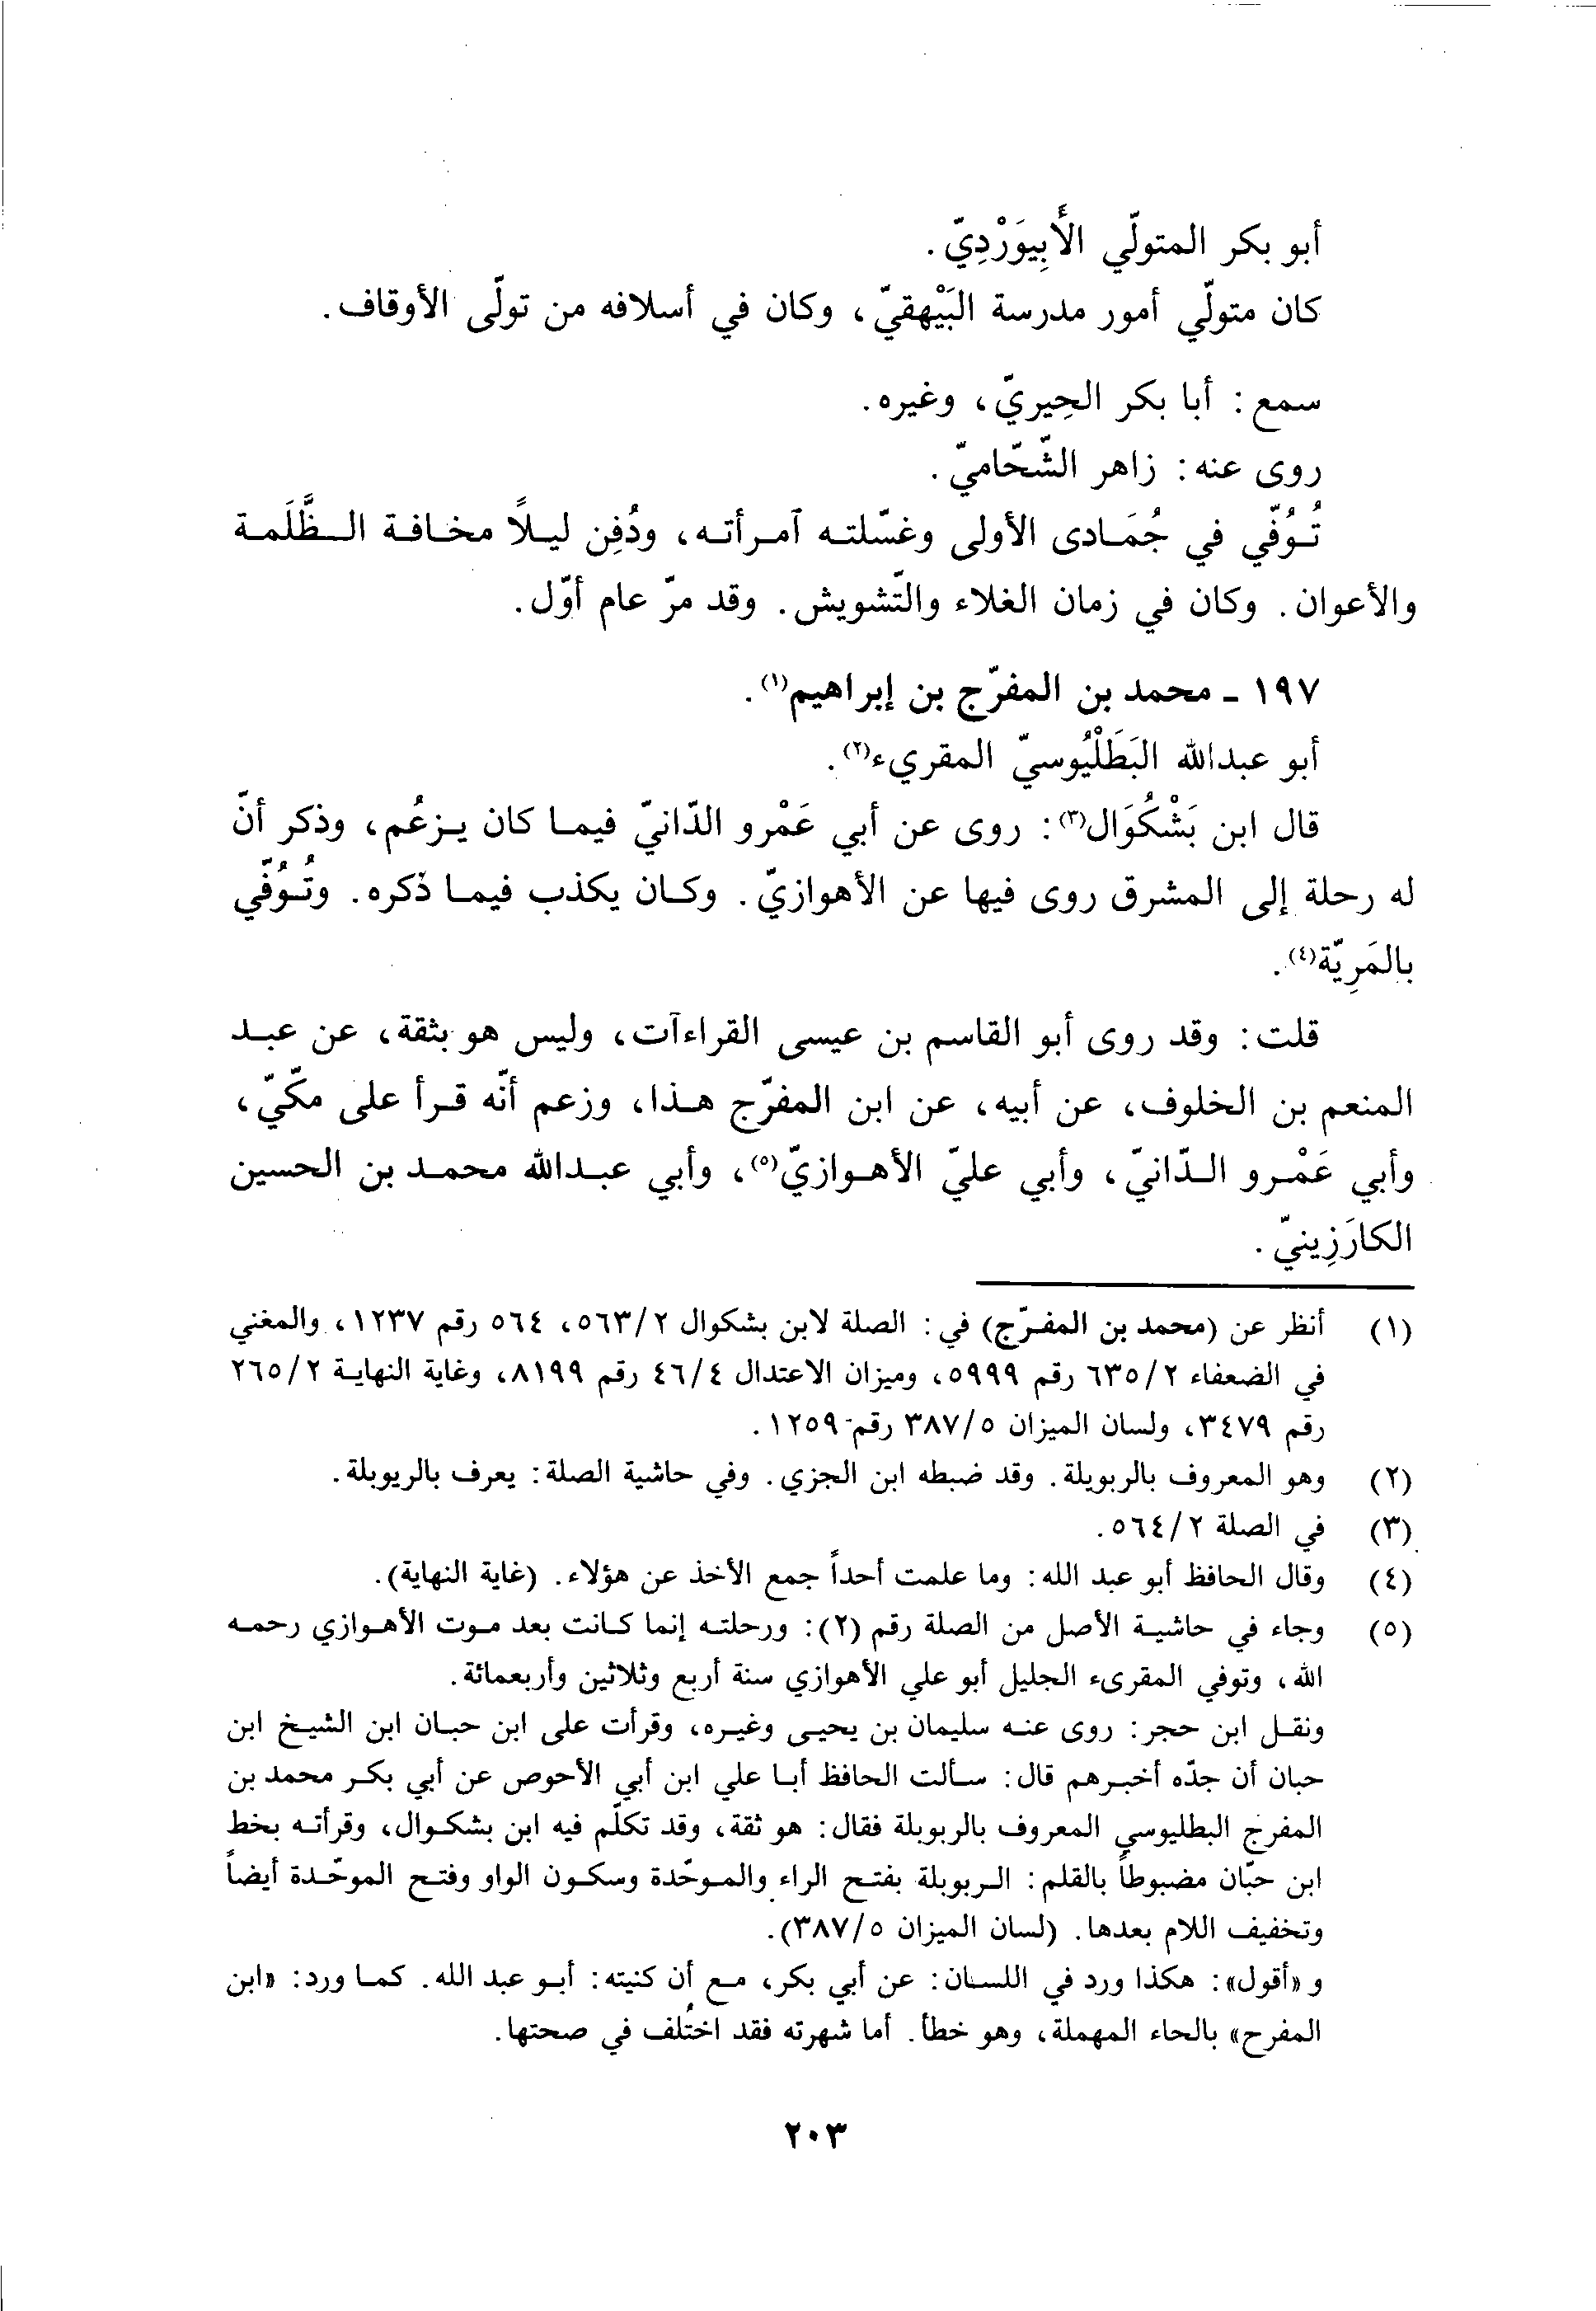 أبو بكر المتولّي الأَبِيوَرْدِيّ.
كان متولّي أمور مدرسة البَيْهقيّ، وكان في أسلافه من تولّى الأوقاف.
سمع: أبا بكر الحِيريّ، وغيره.
روى عنه: زاهر الشّحّاميّ.
تُوُفّي في جُمَادى الأولى وغسّلته آمرأته، ودُفِن ليلاً مخافة الظَّلَمة
والأعوان. وكان في زمان الغلاء والتّشويش. وقد مرّ عام أوّل.
١٩٧ ـ محمد بن المفرّج بن إبراهيم(١).
أبو عبدالله البَطَلْيُوسيّ المقريء(٢).
قال ابن بَشْكُوَال(٣): روى عن أبي عَمْرو الدّانيّ فيما كان يزعُم، وذكر أنّ
له رحلة إلى المشرق روى فيها عن الأهوازيّ. وكان يكذب فيما ذكره. وتُوُفّي
بالمَرِيّة(٤).
قلت: وقد روى أبو القاسم بن عيسى القراءآت، وليس هو بثقة، عن عبد
المنعم بن الخلوف، عن أبيه، عن ابن المفرّج هذا، وزعم أنّه قرأ على مكّيّ،
وأبي عَمْرو الدّانيّ، وأبي عليّ الأهوازيّ(٥)، وأبي عبدالله محمد بن الحسين
الكارَزِينيّ.
(١) أنظر عن (محمد بن المفرّج) في: الصلة لابن بشكوال ٥٦٣/٢، ٥٦٤ رقم ١٢٣٧، والمغني
في الضعفاء ٦٣٥/٢ رقم ٥٩٩٩، وميزان الاعتدال ٤٦/٤ رقم ٨١٩٩، وغاية النهاية ٢٦٥/٢
رقم ٣٤٧٩، ولسان الميزان ٣٨٧/٥ رقم ١٢٥٩.
(٢) وهو المعروف بالربويلة. وقد ضبطه ابن الجزي. وفي حاشية الصلة: يعرف بالريوبلة.
(٣) في الصلة ٥٦٤/٢.
(٤) وقال الحافظ أبو عبد الله: وما علمت أحداً جمع الأخذ عن هؤلاء. (غاية النهاية).
(٥) وجاء في حاشية الأصل من الصلة رقم (٢): ورحلته إنما كانت بعد موت الأهوازي رحمه
الله، وتوفي المقرىء الجليل أبو علي الأهوازي سنة أربع وثلاثين وأربعمائة.
ونقل ابن حجر: روى عنه سليمان بن يحيى وغيره، وقرأت على ابن حبان ابن الشيخ ابن
حبان أن جدّه أخبرهم قال: سألت الحافظ أبا علي ابن أبي الأحوص عن أبي بكر محمد بن
المفرج البطليوسي المعروف بالربوبلة فقال: هو ثقة، وقد تكلّم فيه ابن بشكوال، وقرأته بخط
ابن حبّان مضبوطاً بالقلم: الربوبلة بفتح الراء والموحّدة وسكون الواو وفتح الموحّدة أيضاً
وتخفيف اللام بعدها. (لسان الميزان ٣٨٧/٥).
و «أقول»: هكذا ورد في اللسان: عن أبي بكر، مع أن كنيته: أبو عبد الله. كما ورد: «ابن
المفرح» بالحاء المهملة، وهو خطأ. أما شهرته فقد اختُلف في صحتها.
٢٠٣